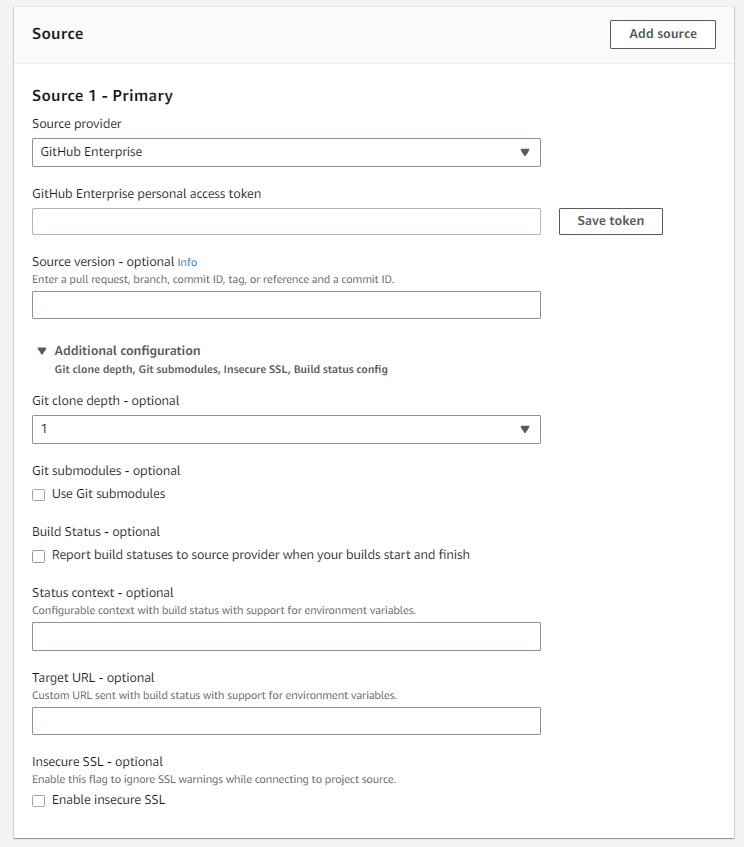 Source
Add source
Source 1 - Primary
Source provider
GitHub Enterprise
GitHub Enterprise personal access token
Save token
Source version - optional Info
Enter a pull request, branch, commit ID, tag, or reference and a commit ID.
Additional configuration
Git clone depth, Git submodules, Insecure SSL, Build status config
Git clone depth - optional
1
Git submodules - optional
Use Git submodules
Build Status - optional
Report build statuses to source provider when your builds start and finish
Status context - optional
Configurable context with build status with support for environment variables.
Target URL - optional
Custom URL sent with build status with support for environment variables.
Insecure SSL - optional
Enable this flag to ignore SSL warnings while connecting to project source.
Enable insecure SSL